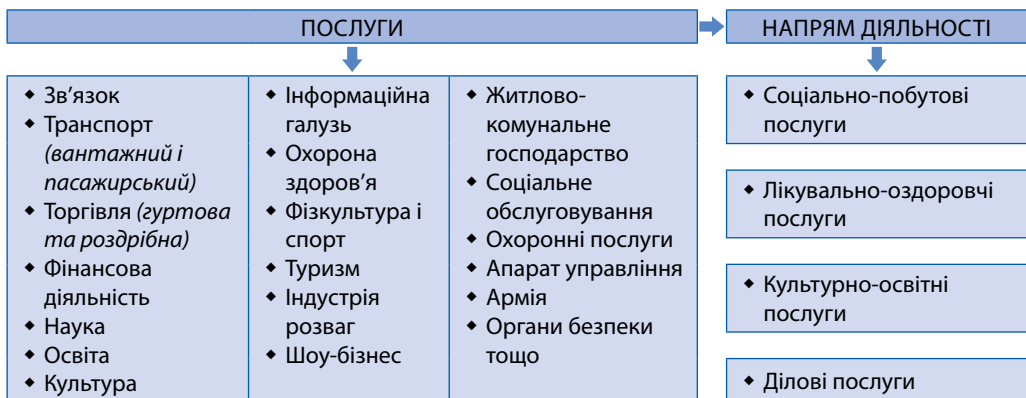 ПОСЛУГИ
◆ Зв’язок
◆ Транспорт
(вантажний і
пасажирський)
◆ Торгівля (гуртова
та роздрібна)
◆ Фінансова
діяльність
◆ Наука
◆ Освіта
◆ Культура
◆ Інформаційна
галузь
◆ Охорона
здоров’я
◆ Фізкультура і
спорт
◆ Туризм
◆ Індустрія
розваг
◆ Шоу-бізнес
◆ Житлово-
комунальне
господарство
◆ Соціальне
обслуговування
◆ Охоронні послуги
◆ Апарат управління
◆ Армія
◆ Органи безпеки
тощо
НАПРЯМ ДІЯЛЬНОСТІ
◆ Соціально-побутові
послуги
◆ Лікувально-оздоровчі
послуги
◆ Культурно-освітні
послуги
◆ Ділові послуги